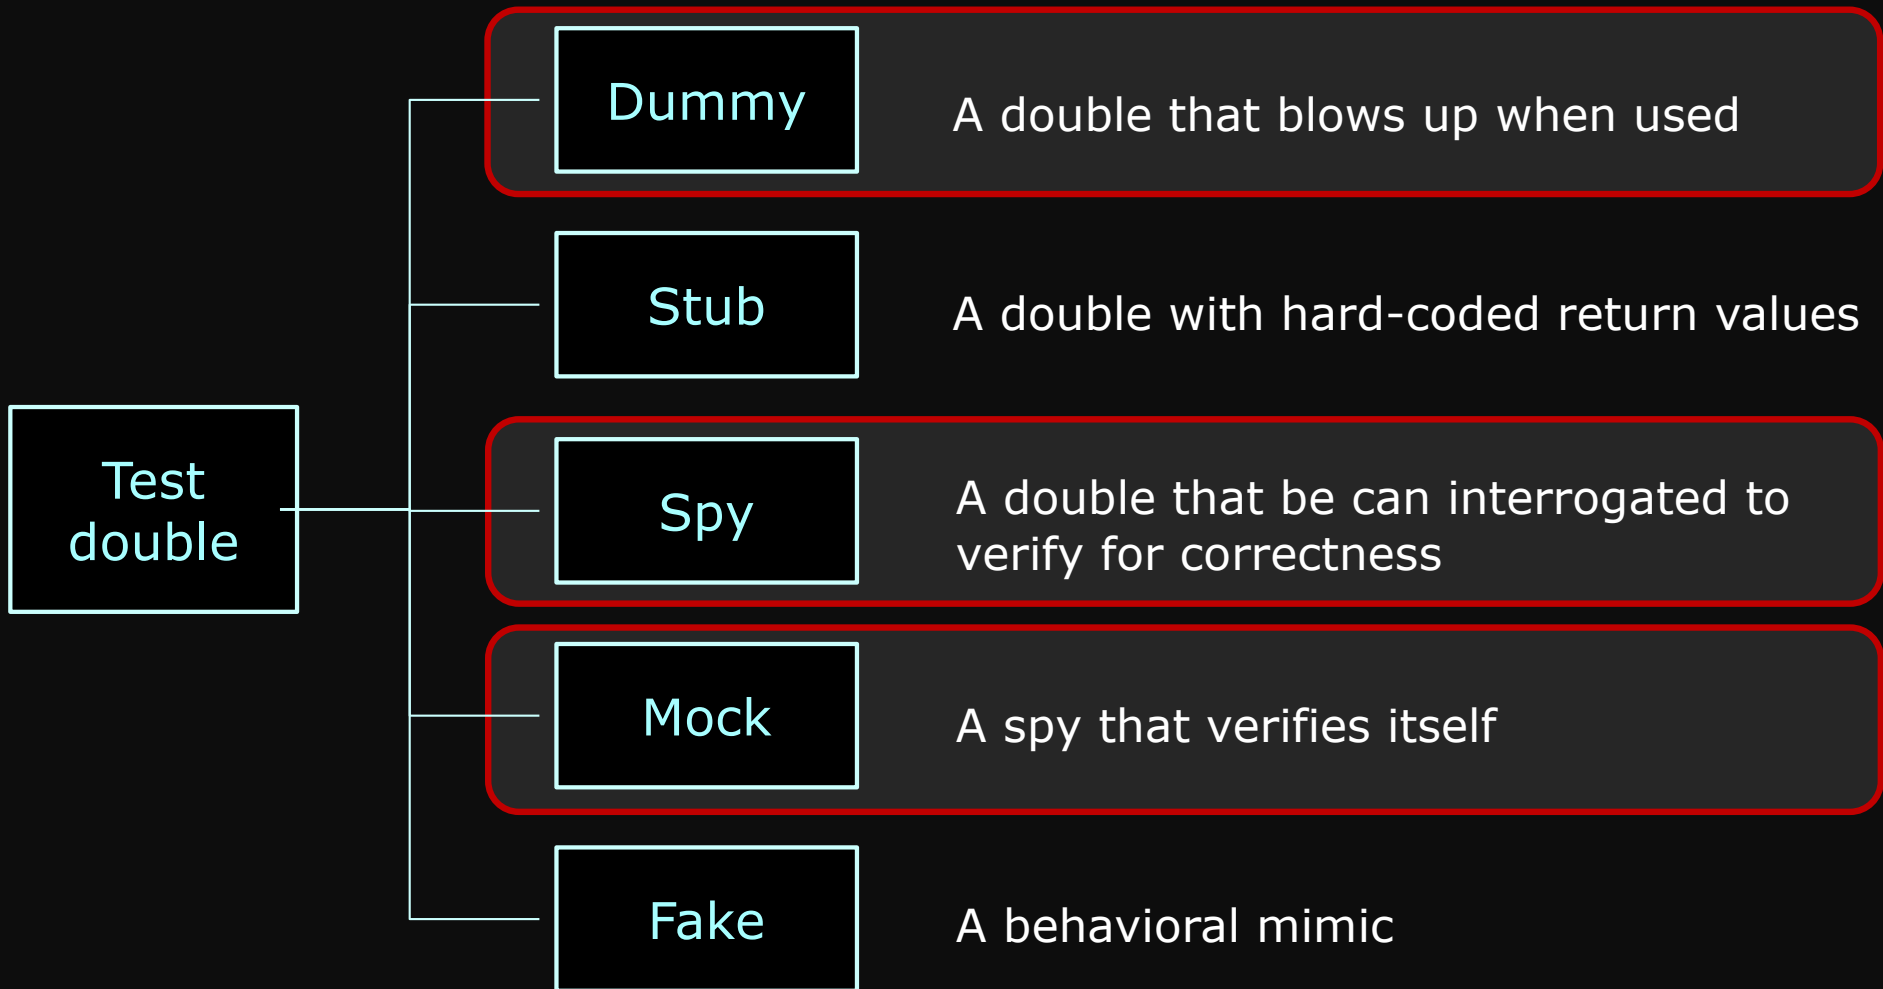 Dummy
A double that blows up when used
Stub
A double with hard-coded return values
Test
double
Spy
A double that be can interrogated to
verify for correctness
Mock
A spy that verifies itself
Fake
A behavioral mimic